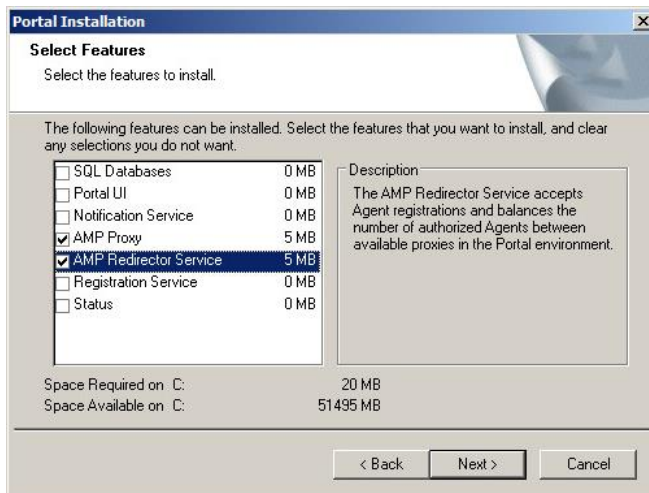 Portal Installation
Select Features
Select the features to install.
The following features can be installed. Select the features that you want to install, and clear
any selections you do not want.
SQL Databases 0 MB
Portal UI 0 MB
Notification Service 0 MB
AMP Proxy 5 MB
AMP Redirector Service 5 MB
Registration Service 0 MB
Status 0 MB
Description
The AMP Redirector Service accepts
Agent registrations and balances the
number of authorized Agents between
available proxies in the Portal environment.
Space Required on C: 20 MB
Space Available on C: 51495 MB
< Back
Next >
Cancel